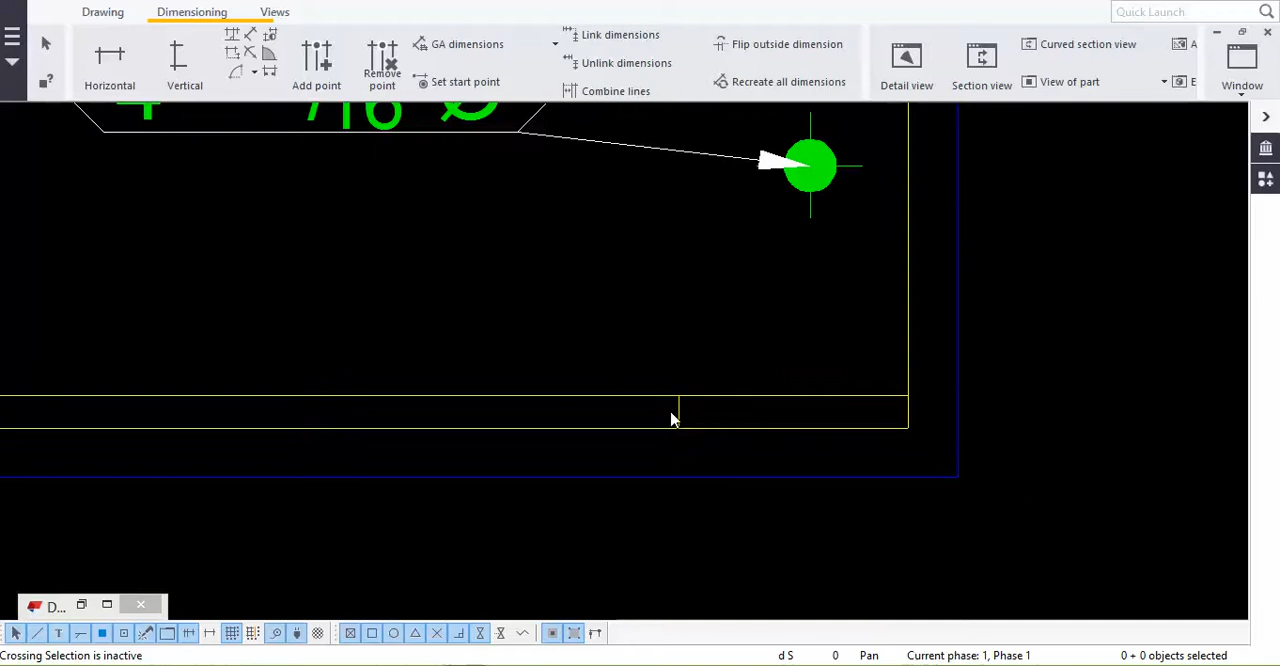 Drawing Dimensioning Views
Quick Launch
Horizontal
Vertical
Add point
Remove point
GA dimensions
Set start point
Link dimensions
Unlink dimensions
Combine lines
Flip outside dimension
Recreate all dimensions
Detail view
Section view
Curved section view
View of part
A
E
Window
D...
Crossing Selection is inactive
d S 0 Pan Current phase: 1, Phase 1 0 + 0 objects selected